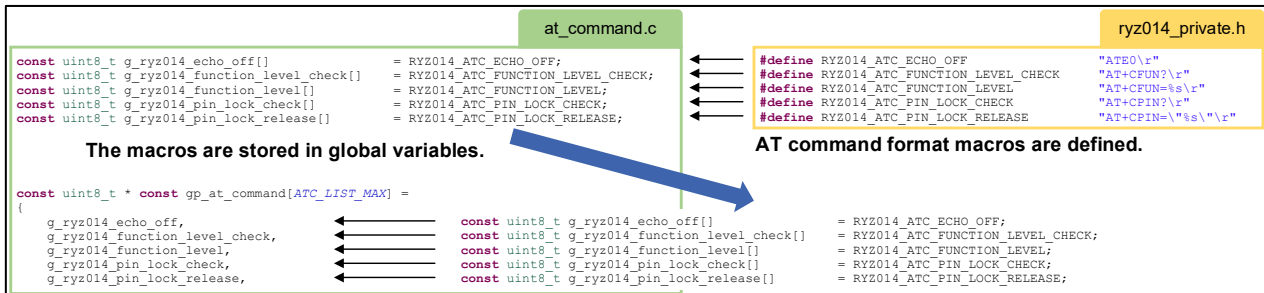 at_command.c
const uint8_t g_ryz014_echo_off[] = RYZ014_ATC_ECHO_OFF;
const uint8_t g_ryz014_function_level_check[] = RYZ014_ATC_FUNCTION_LEVEL_CHECK;
const uint8_t g_ryz014_function_level[] = RYZ014_ATC_FUNCTION_LEVEL;
const uint8_t g_ryz014_pin_lock_check[] = RYZ014_ATC_PIN_LOCK_CHECK;
const uint8_t g_ryz014_pin_lock_release[] = RYZ014_ATC_PIN_LOCK_RELEASE;
The macros are stored in global variables.
ryz014_private.h
#define RYZ014_ATC_ECHO_OFF "ATE0\r"
#define RYZ014_ATC_FUNCTION_LEVEL_CHECK "AT+CFUN?\r"
#define RYZ014_ATC_FUNCTION_LEVEL "AT+CFUN=%s\r"
#define RYZ014_ATC_PIN_LOCK_CHECK "AT+CPIN?\r"
#define RYZ014_ATC_PIN_LOCK_RELEASE "AT+CPIN=\"%s\"\r"
AT command format macros are defined.
const uint8_t * const gp_at_command[ATC_LIST_MAX] =
{
g_ryz014_echo_off,
g_ryz014_function_level_check,
g_ryz014_function_level,
g_ryz014_pin_lock_check,
g_ryz014_pin_lock_release,
const uint8_t g_ryz014_echo_off[] = RYZ014_ATC_ECHO_OFF;
const uint8_t g_ryz014_function_level_check[] = RYZ014_ATC_FUNCTION_LEVEL_CHECK;
const uint8_t g_ryz014_function_level[] = RYZ014_ATC_FUNCTION_LEVEL;
const uint8_t g_ryz014_pin_lock_check[] = RYZ014_ATC_PIN_LOCK_CHECK;
const uint8_t g_ryz014_pin_lock_release[] = RYZ014_ATC_PIN_LOCK_RELEASE;